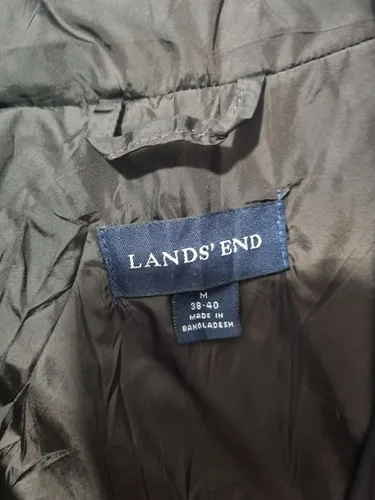 LANDS' END
M
38-40
MADE IN
BANGLADESH